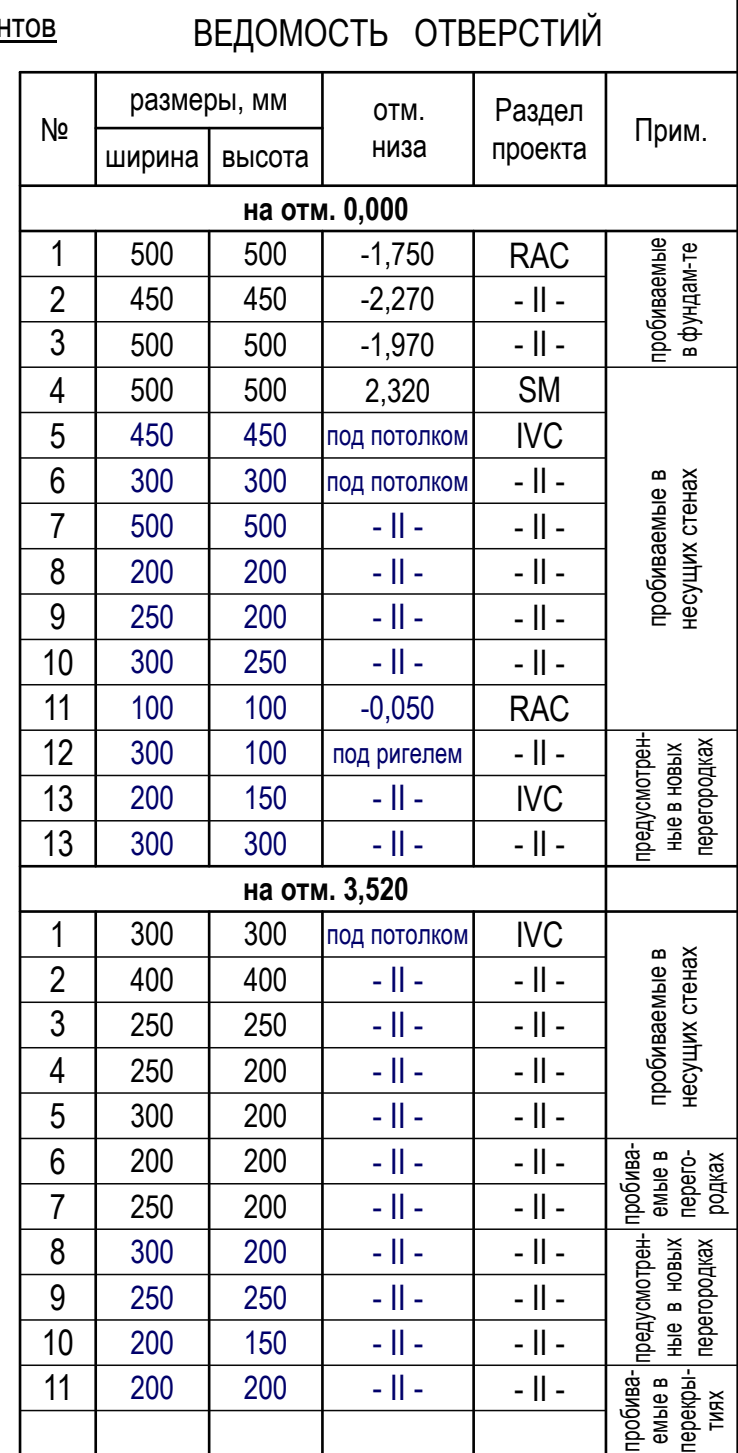 нтов
ВЕДОМОСТЬ ОТВЕРСТИЙ
№ размеры, мм отм. низа Раздел проекта Прим.
ширина высота
на отм. 0,000
1 500 500 -1,750 RAC
2 450 450 -2,270 - II -
3 500 500 -1,970 - II -
пробиваемые
в фундам-те
4 500 500 2,320 SM
5 450 450 под потолком IVC
6 300 300 под потолком - II -
7 500 500 - II - - II -
8 200 200 - II - - II -
9 250 200 - II - - II -
10 300 250 - II - - II -
11 100 100 -0,050 RAC
пробиваемые в
несущих стенах
12 300 100 под ригелем - II -
13 200 150 - II - IVC
13 300 300 - II - - II -
предусмотрен-
ные в новых
перегородках
на отм. 3,520
1 300 300 под потолком IVC
2 400 400 - II - - II -
3 250 250 - II - - II -
4 250 200 - II - - II -
5 300 200 - II - - II -
пробиваемые в
несущих стенах
6 200 200 - II - - II -
7 250 200 - II - - II -
пробива-
емые в
перего-
родках
8 300 200 - II - - II -
9 250 250 - II - - II -
10 200 150 - II - - II -
предусмотрен-
ные в новых
перегородках
11 200 200 - II - - II -
пробива-
емые в
перекры-
тиях